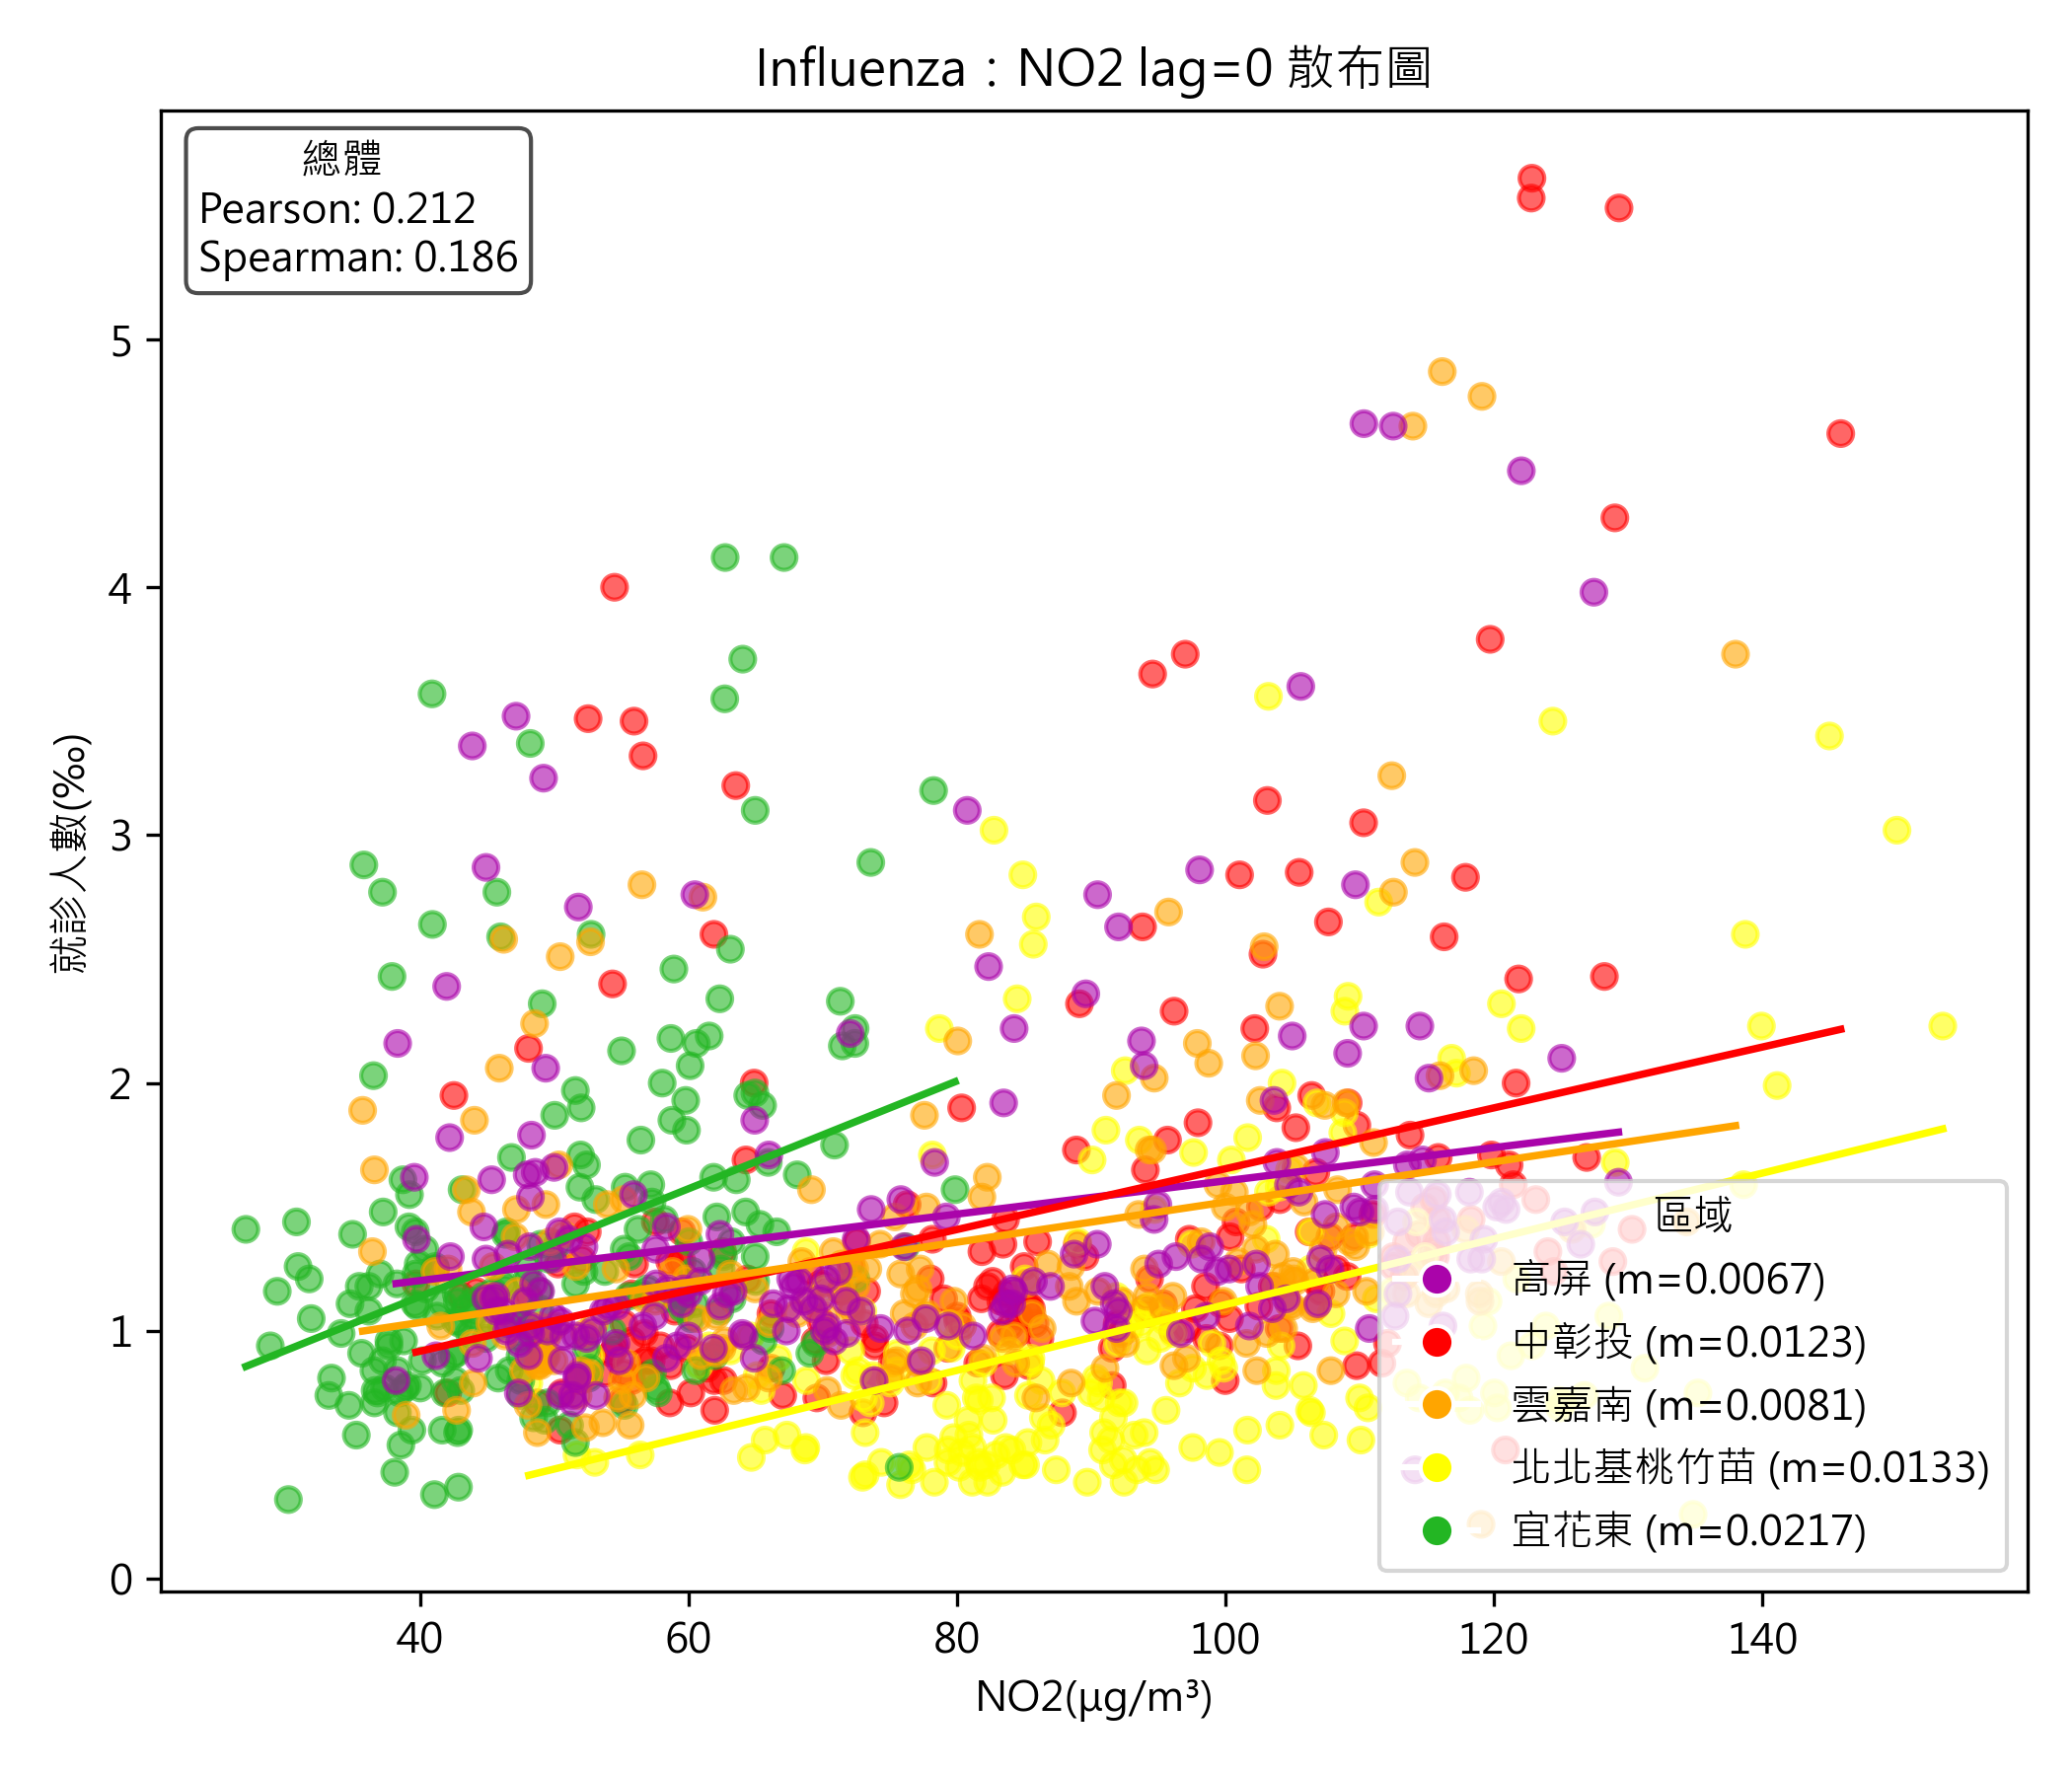 Influenza：NO2 lag=0 散布圖
總體
Pearson: 0.212
Spearman: 0.186
就診人數(‰)
5
4
3
2
1
0
40 60 80 100 120 140
NO2(μg/m³)
區域
高屏 (m=0.0067)
中彰投 (m=0.0123)
雲嘉南 (m=0.0081)
北北基桃竹苗 (m=0.0133)
宜花東 (m=0.0217)